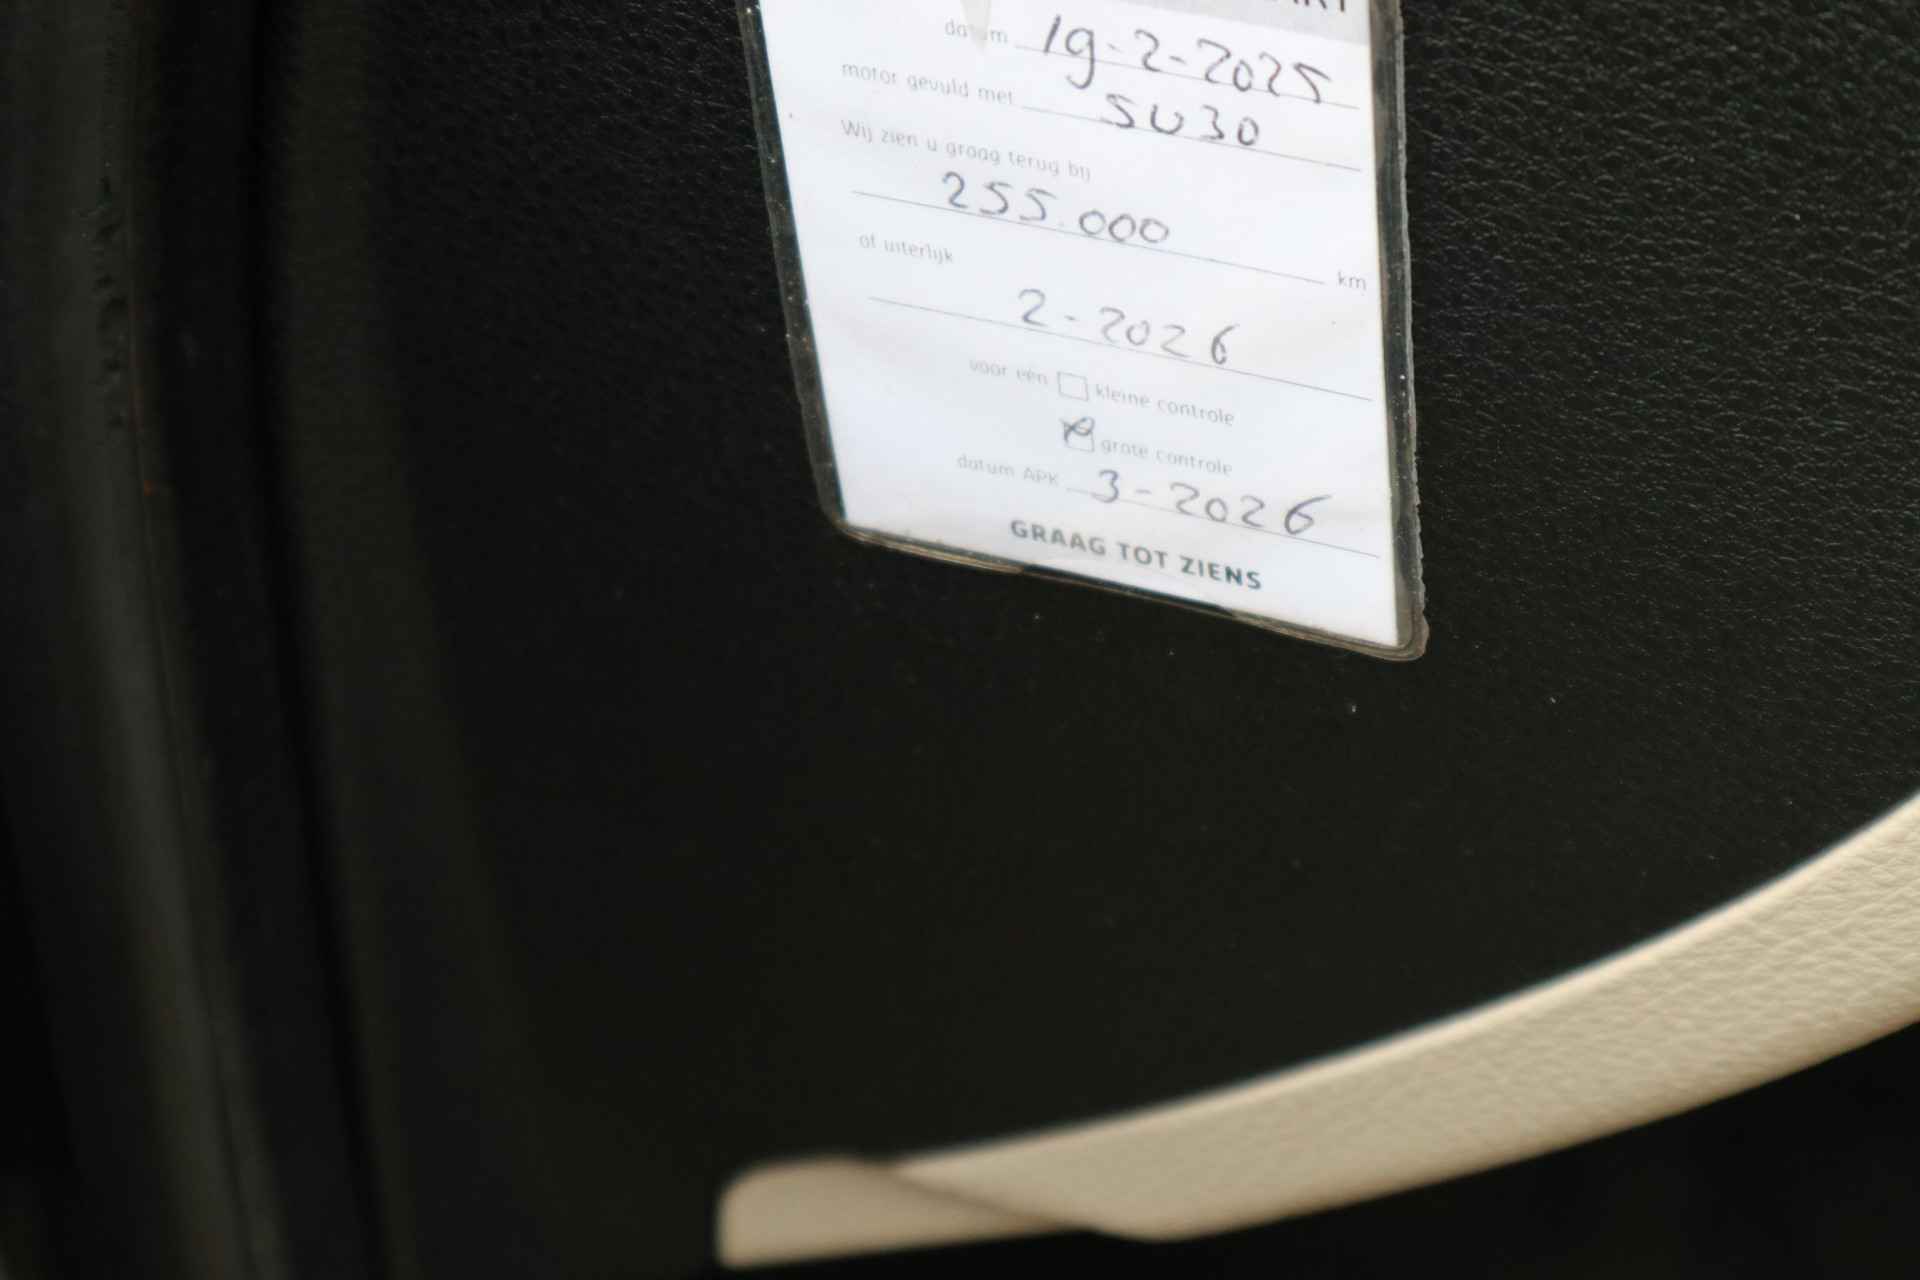 datum 19-2-2025
motor gevuld met 5W30
Wij zien u graag terug bij
255.000 km
of uiterlijk
2-2026
voor een kleine controle
grote controle
datum APK 3-2026
GRAAG TOT ZIENS